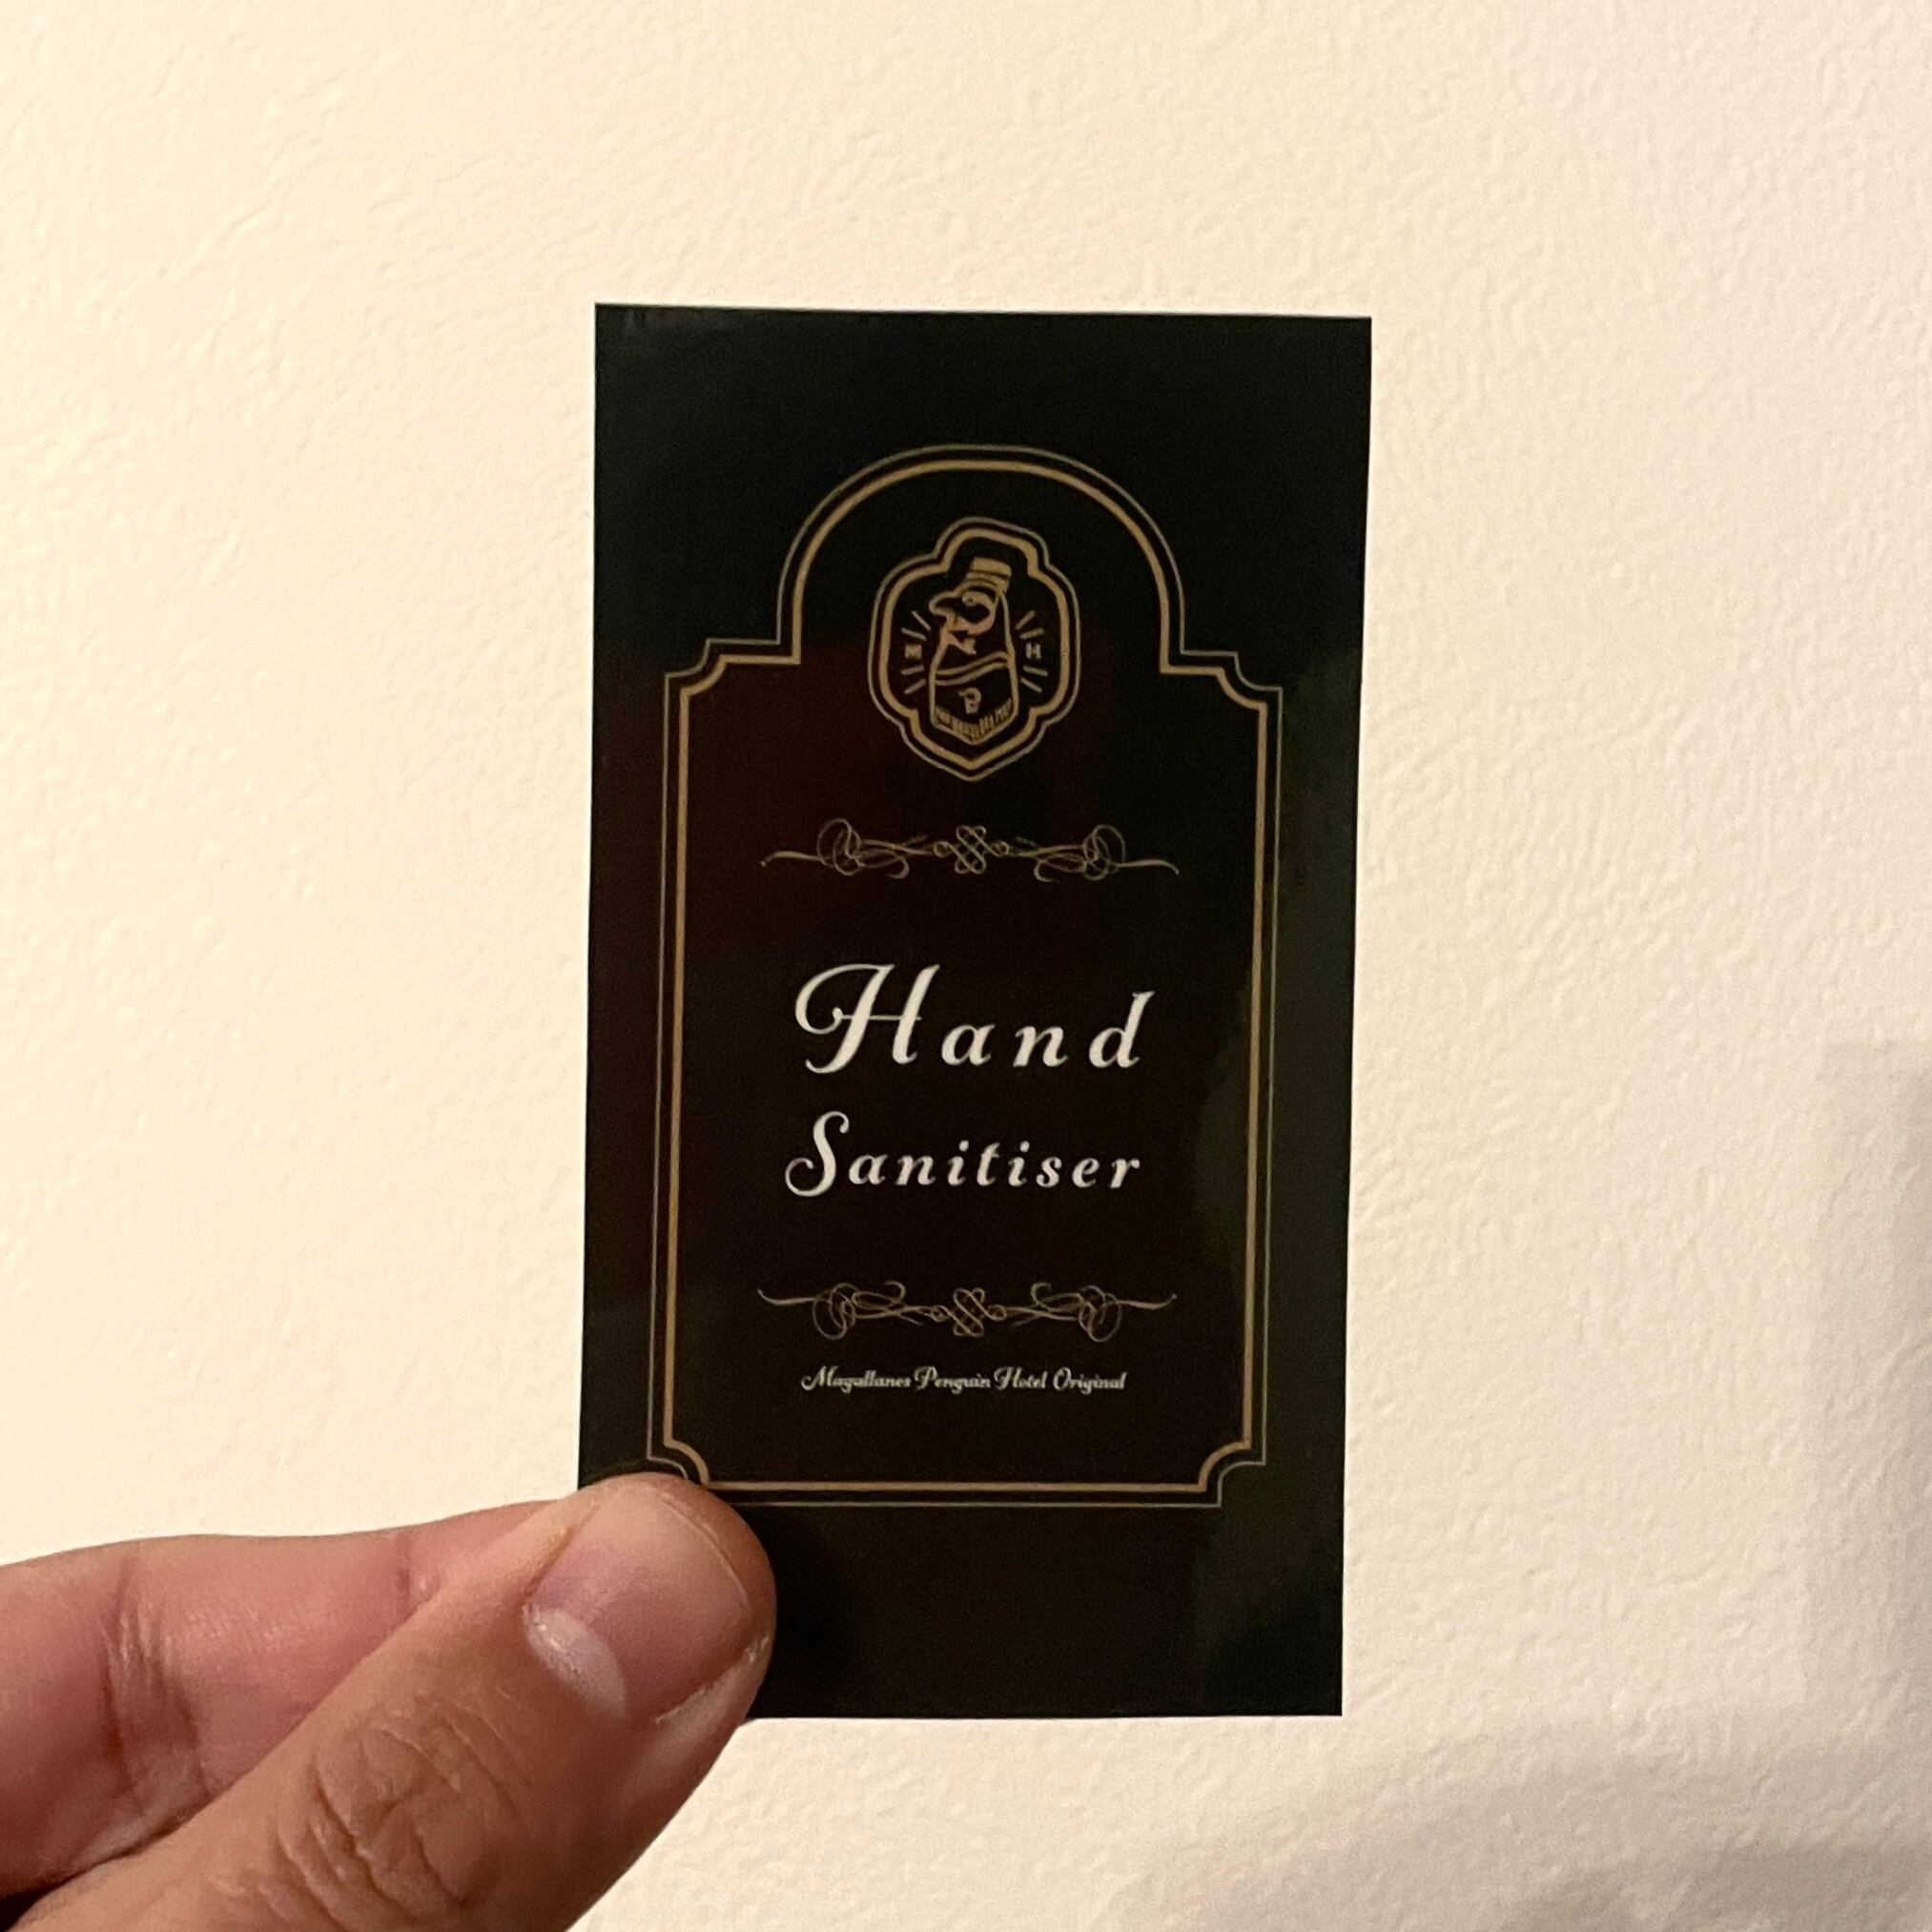 M H
P
Hand
Sanitiser
Magallanes Penguin Hotel Original